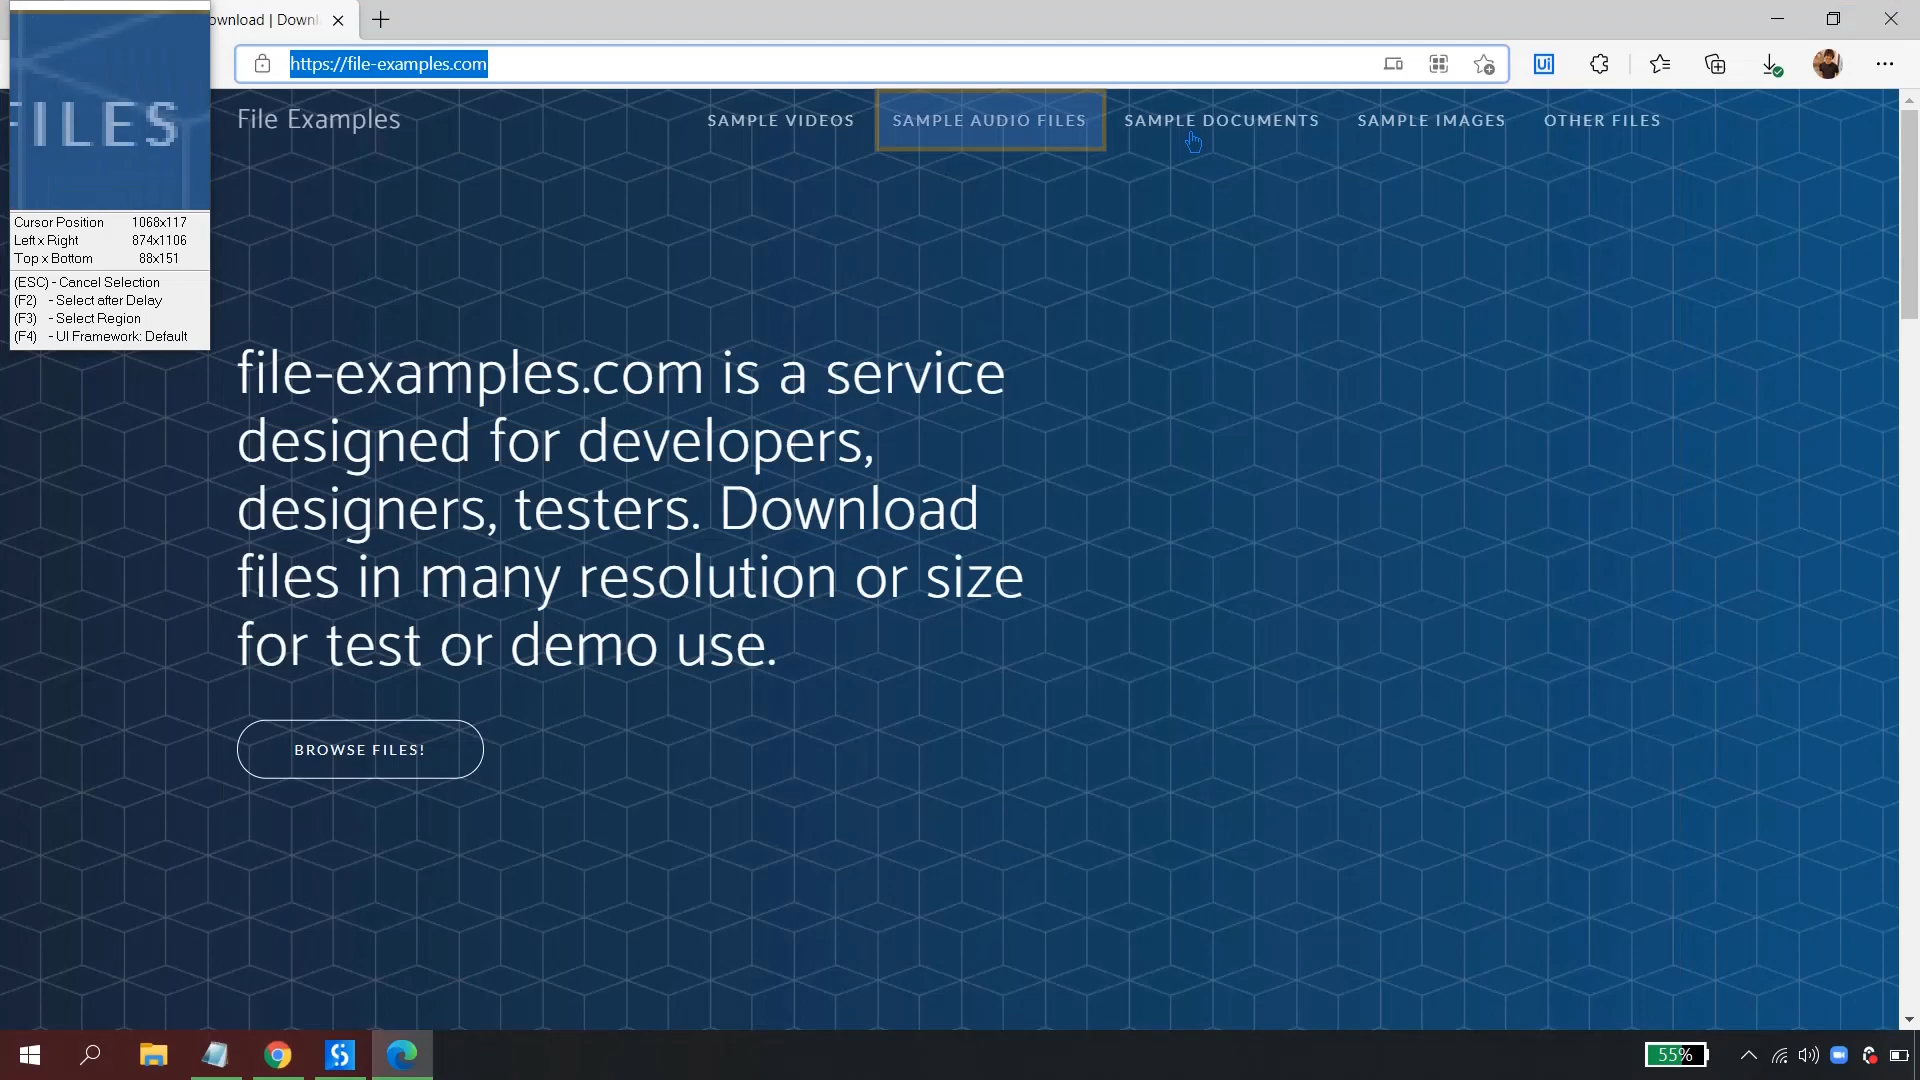 ownload | Downl
https://file-examples.com
Ui
FILES
Cursor Position 1068x117
Left x Right 874x1106
Top x Bottom 88x151
(ESC) - Cancel Selection
(F2) - Select after Delay
(F3) - Select Region
(F4) - UI Framework: Default
File Examples
SAMPLE VIDEOS
SAMPLE AUDIO FILES
SAMPLE DOCUMENTS
SAMPLE IMAGES
OTHER FILES
file-examples.com is a service
designed for developers,
designers, testers. Download
files in many resolution or size
for test or demo use.
BROWSE FILES!
55%